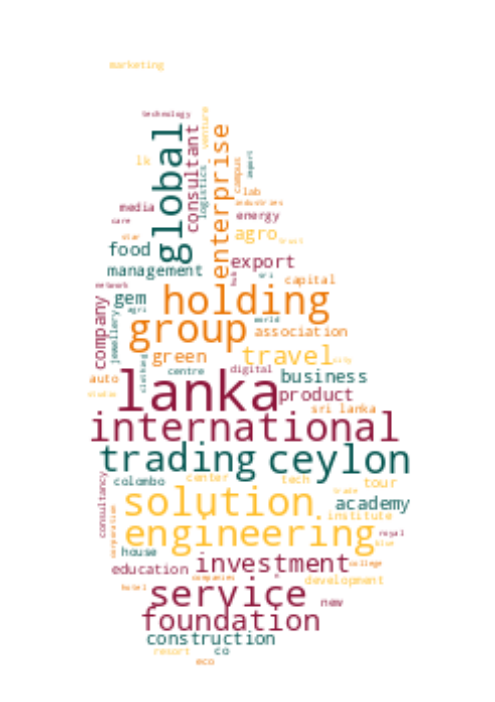 marketing
technology
venture
lk
global
consultant
enterprise
logistics
campus
import
lab
industries
media
care
energy
star
agro
trust
food
export
management
hub
sri
capital
network
gem
holding
agri
company
jewellery
world
group
association
green
travel
city
clothing
centre
digital
business
auto
lanka
product
sri lanka
international
trading
ceylon
colombo
center
tech
tour
consultancy
solution
trade
academy
corporation
institute
engineering
royal
blue
house
investment
college
education
companies
development
hotel
service
new
foundation
construction
resort
co
eco